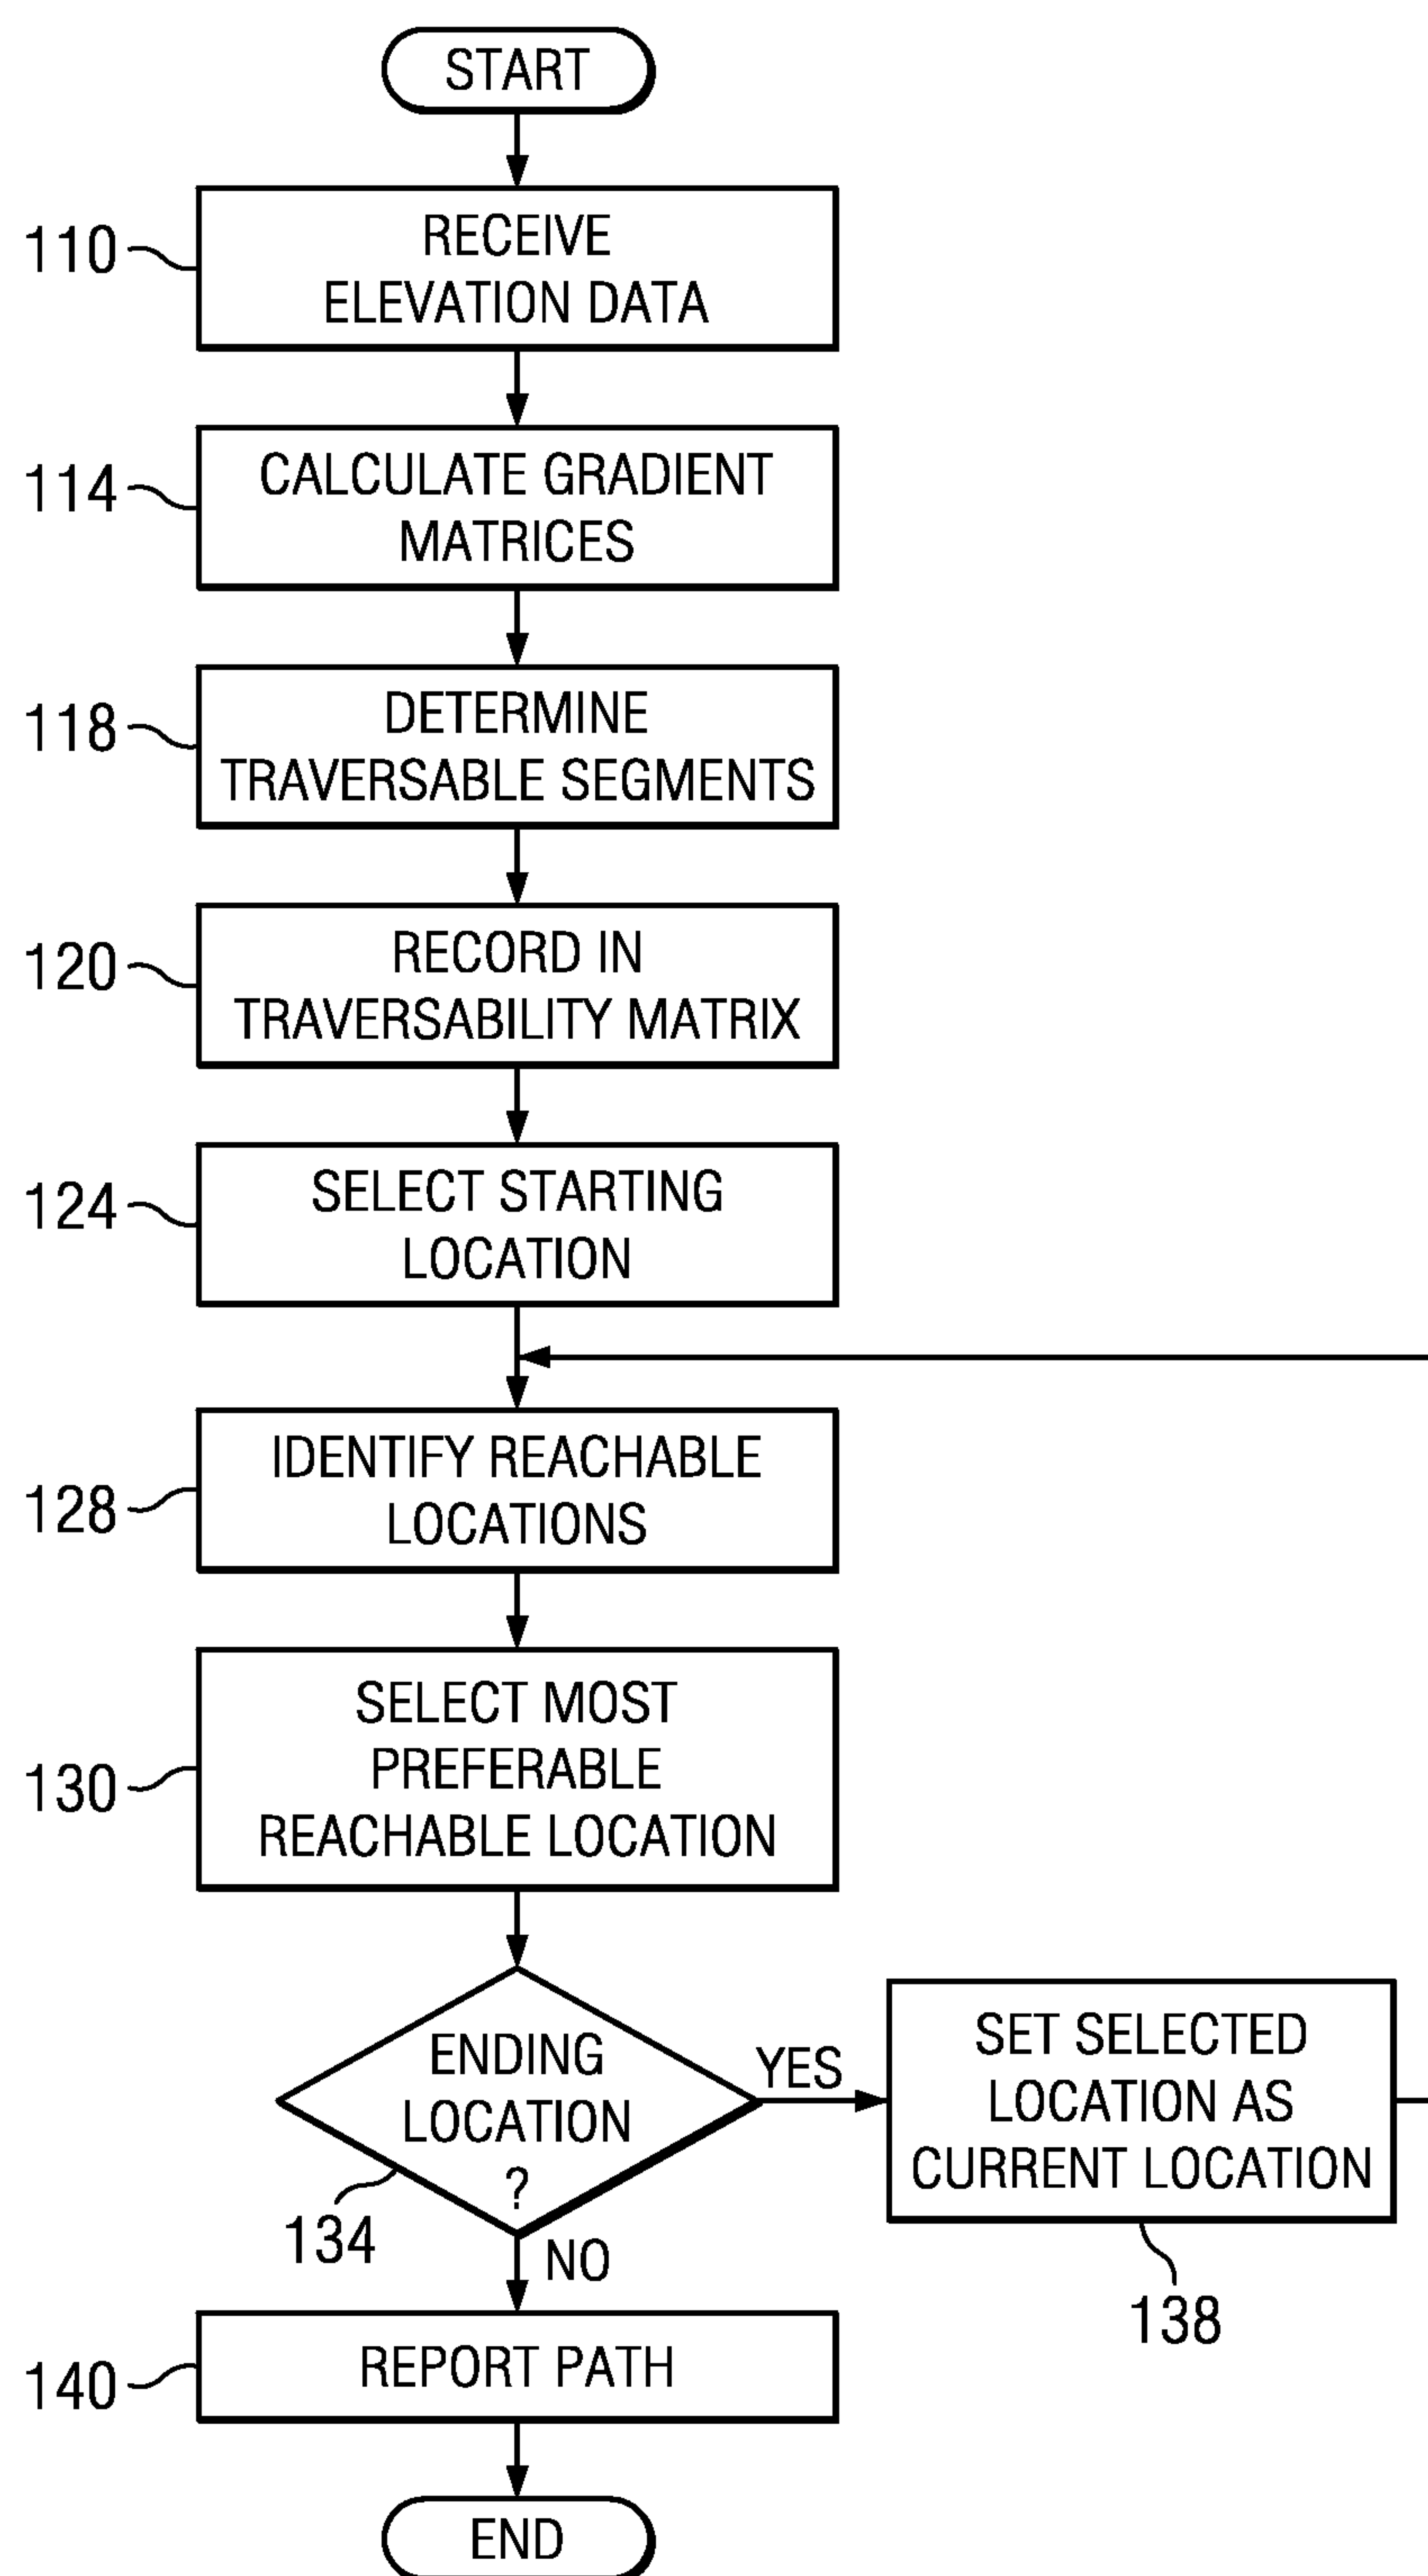 START
110
RECEIVE
ELEVATION DATA
114
CALCULATE GRADIENT
MATRICES
118
DETERMINE
TRAVERSABLE SEGMENTS
120
RECORD IN
TRAVERSABILITY MATRIX
124
SELECT STARTING
LOCATION
128
IDENTIFY REACHABLE
LOCATIONS
130
SELECT MOST
PREFERABLE
REACHABLE LOCATION
ENDING
LOCATION
?
134
YES
SET SELECTED
LOCATION AS
CURRENT LOCATION
138
NO
140
REPORT PATH
END